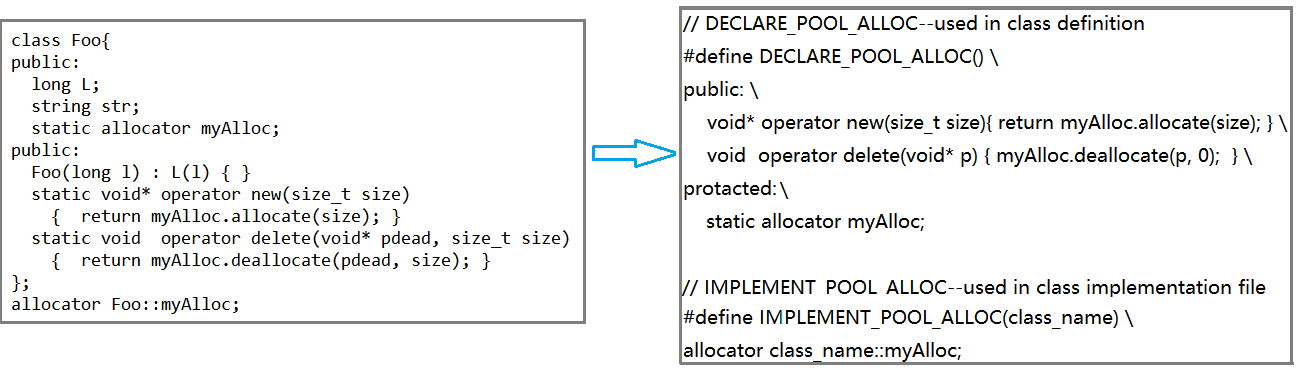 class Foo{
public:
  long L;
  string str;
  static allocator myAlloc;
public:
  Foo(long l) : L(l) { }
  static void* operator new(size_t size)
    {  return myAlloc.allocate(size); }
  static void  operator delete(void* pdead, size_t size)
    {  return myAlloc.deallocate(pdead, size); }
};
allocator Foo::myAlloc;
// DECLARE_POOL_ALLOC--used in class definition
#define DECLARE_POOL_ALLOC() \
public: \
    void* operator new(size_t size){ return myAlloc.allocate(size); } \
    void  operator delete(void* p) { myAlloc.deallocate(p, 0);  } \
protacted: \
    static allocator myAlloc;

// IMPLEMENT_POOL_ALLOC--used in class implementation file
#define IMPLEMENT_POOL_ALLOC(class_name) \
allocator class_name::myAlloc;